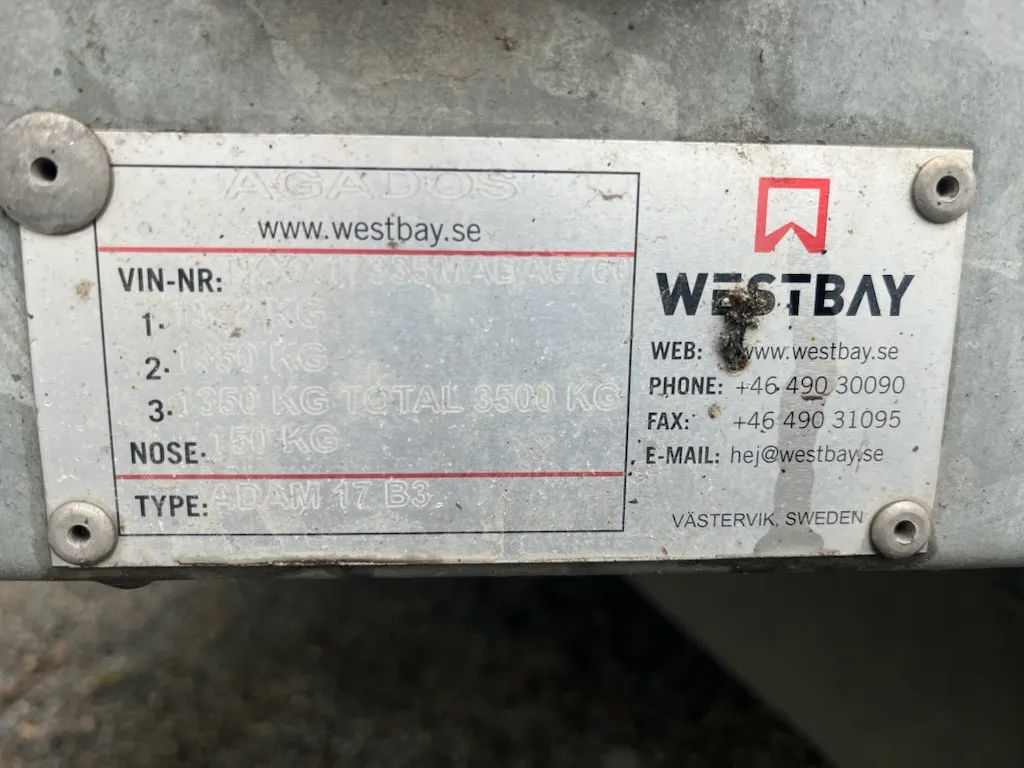 AGADOS
www.westbay.se
VIN-NR:
1. KG
2. 1350 KG
3. 1350 KG TOTAL 3500 KG
NOSE. 150 KG
TYPE: ADAM 17 B3
WESTBAY
WEB: www.westbay.se
PHONE: +46 490 30090
FAX: +46 490 31095
E-MAIL: hej@westbay.se
VÄSTERVIK, SWEDEN